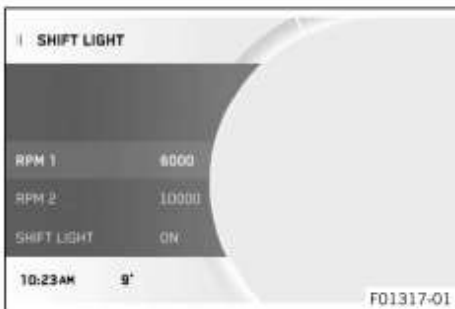 SHIFT LIGHT
RPM 1 6000
RPM 2 10000
SHIFT LIGHT ON
10:23AM 9°
F01317-01